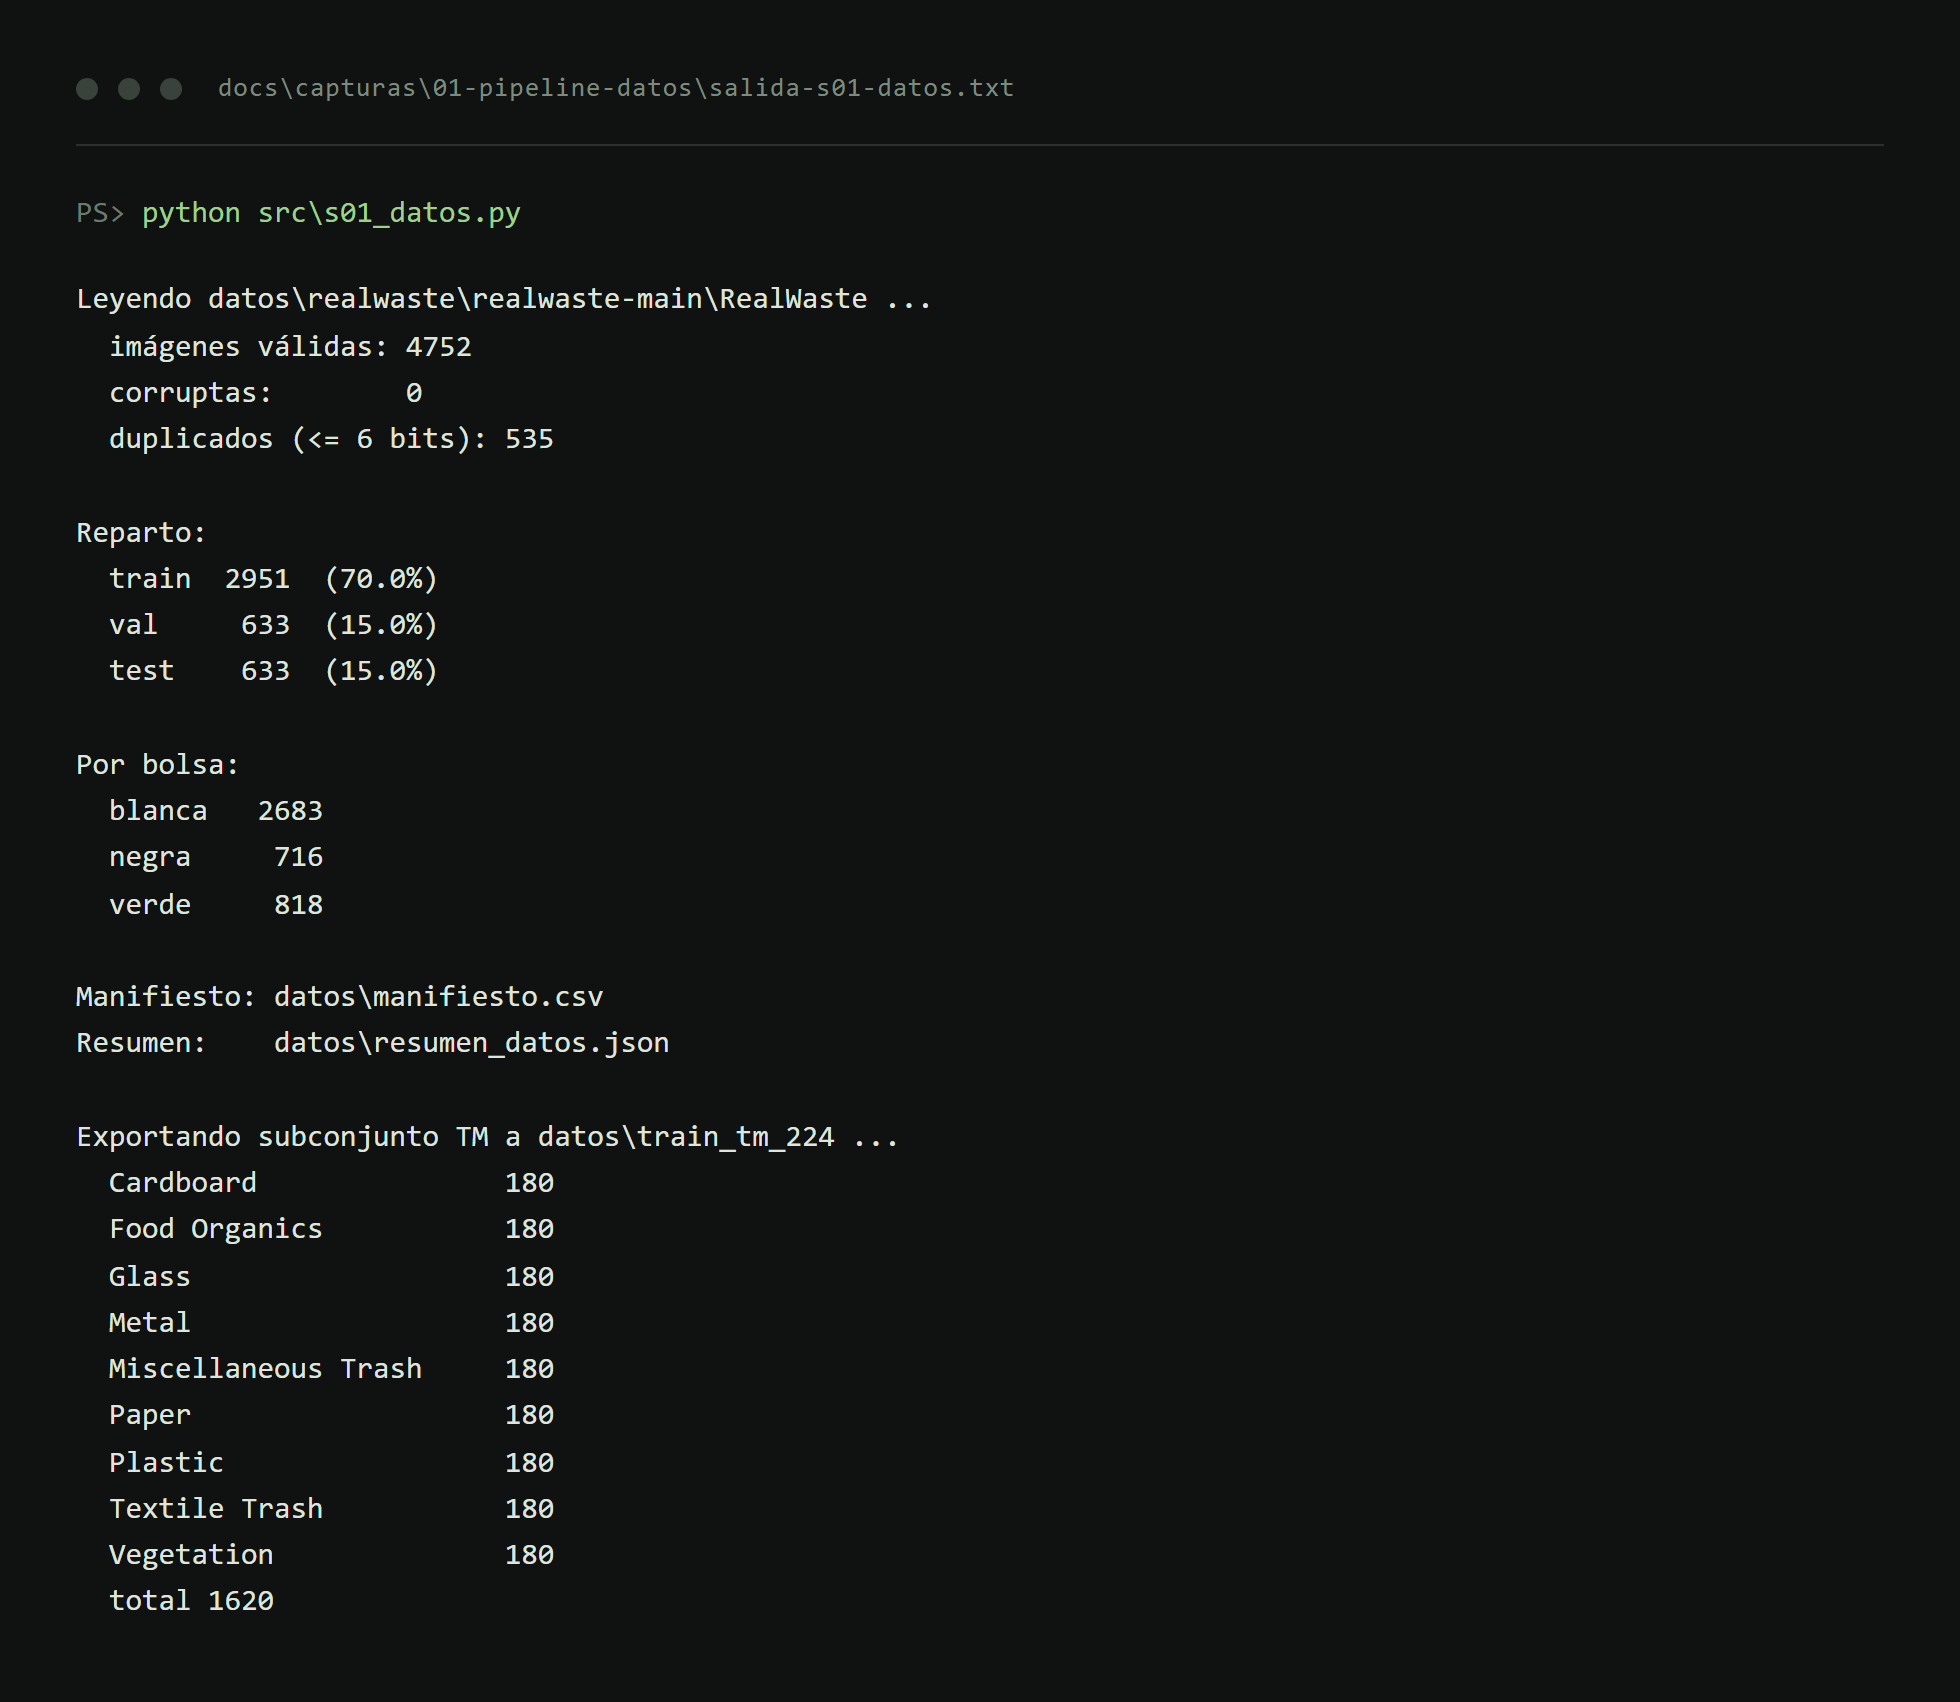 docs\capturas\01-pipeline-datos\salida-s01-datos.txt
PS> python src\s01_datos.py
Leyendo datos\realwaste\realwaste-main\RealWaste ...
imágenes válidas: 4752
corruptas: 0
duplicados (<= 6 bits): 535
Reparto:
train 2951 (70.0%)
val 633 (15.0%)
test 633 (15.0%)
Por bolsa:
blanca 2683
negra 716
verde 818
Manifiesto: datos\manifiesto.csv
Resumen: datos\resumen_datos.json
Exportando subconjunto TM a datos\train_tm_224 ...
Cardboard 180
Food Organics 180
Glass 180
Metal 180
Miscellaneous Trash 180
Paper 180
Plastic 180
Textile Trash 180
Vegetation 180
total 1620